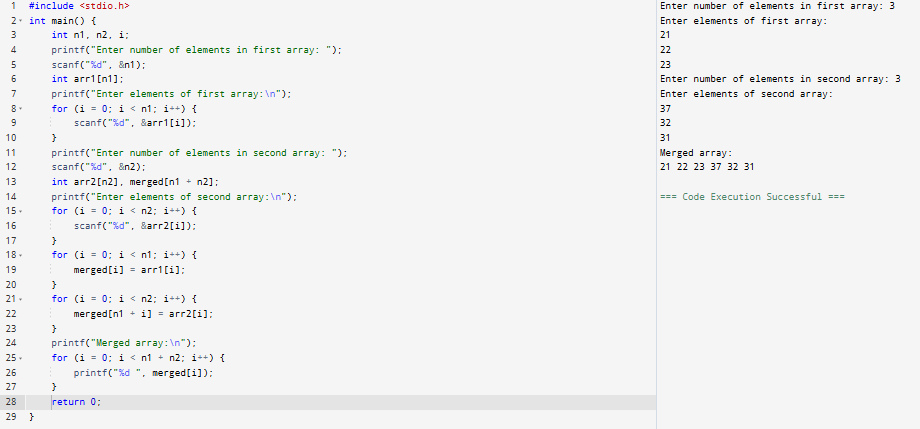 1 #include <stdio.h>
2 int main() {
3 int n1, n2, i;
4 printf("Enter number of elements in first array: ");
5 scanf("%d", &n1);
6 int arr1[n1];
7 printf("Enter elements of first array:\n");
8 for (i = 0; i < n1; i++) {
9 scanf("%d", &arr1[i]);
10 }
11 printf("Enter number of elements in second array: ");
12 scanf("%d", &n2);
13 int arr2[n2], merged[n1 + n2];
14 printf("Enter elements of second array:\n");
15 for (i = 0; i < n2; i++) {
16 scanf("%d", &arr2[i]);
17 }
18 for (i = 0; i < n1; i++) {
19 merged[i] = arr1[i];
20 }
21 for (i = 0; i < n2; i++) {
22 merged[n1 + i] = arr2[i];
23 }
24 printf("Merged array:\n");
25 for (i = 0; i < n1 + n2; i++) {
26 printf("%d ", merged[i]);
27 }
28 return 0;
29 }
Enter number of elements in first array: 3
Enter elements of first array:
21
22
23
Enter number of elements in second array: 3
Enter elements of second array:
37
32
31
Merged array:
21 22 23 37 32 31
=== Code Execution Successful ===